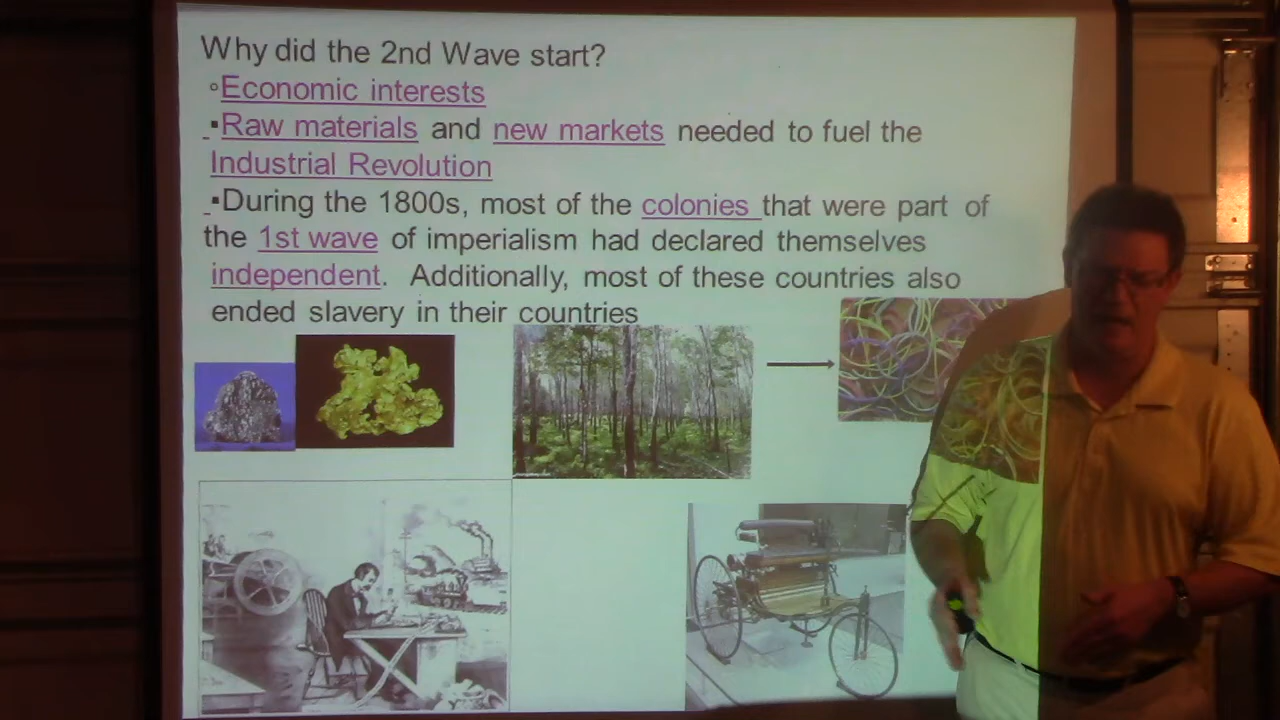 Why did the 2nd Wave start?
◦Economic interests
▪Raw materials and new markets needed to fuel the
Industrial Revolution
▪During the 1800s, most of the colonies that were part of
the 1st wave of imperialism had declared themselves
independent. Additionally, most of these countries also
ended slavery in their countries